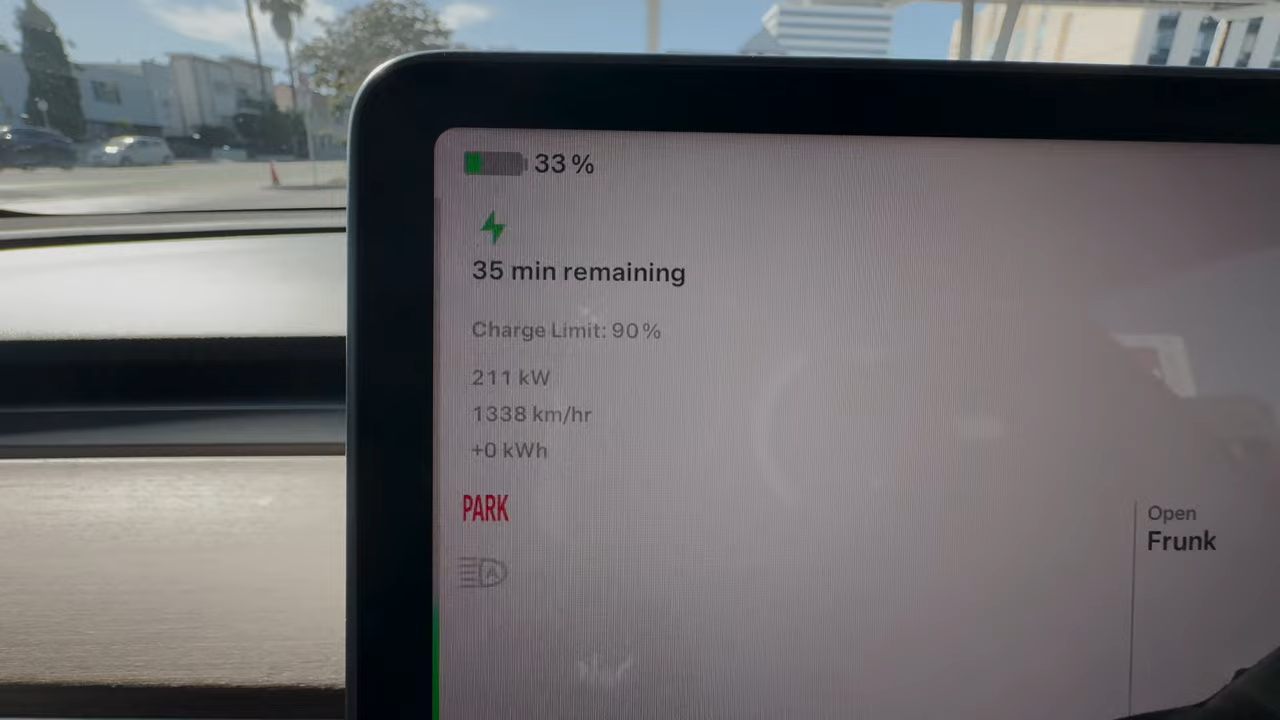 33%
35 min remaining
Charge Limit: 90%
211 kW
1338 km/hr
+0 kWh
PARK
A
Open
Frunk